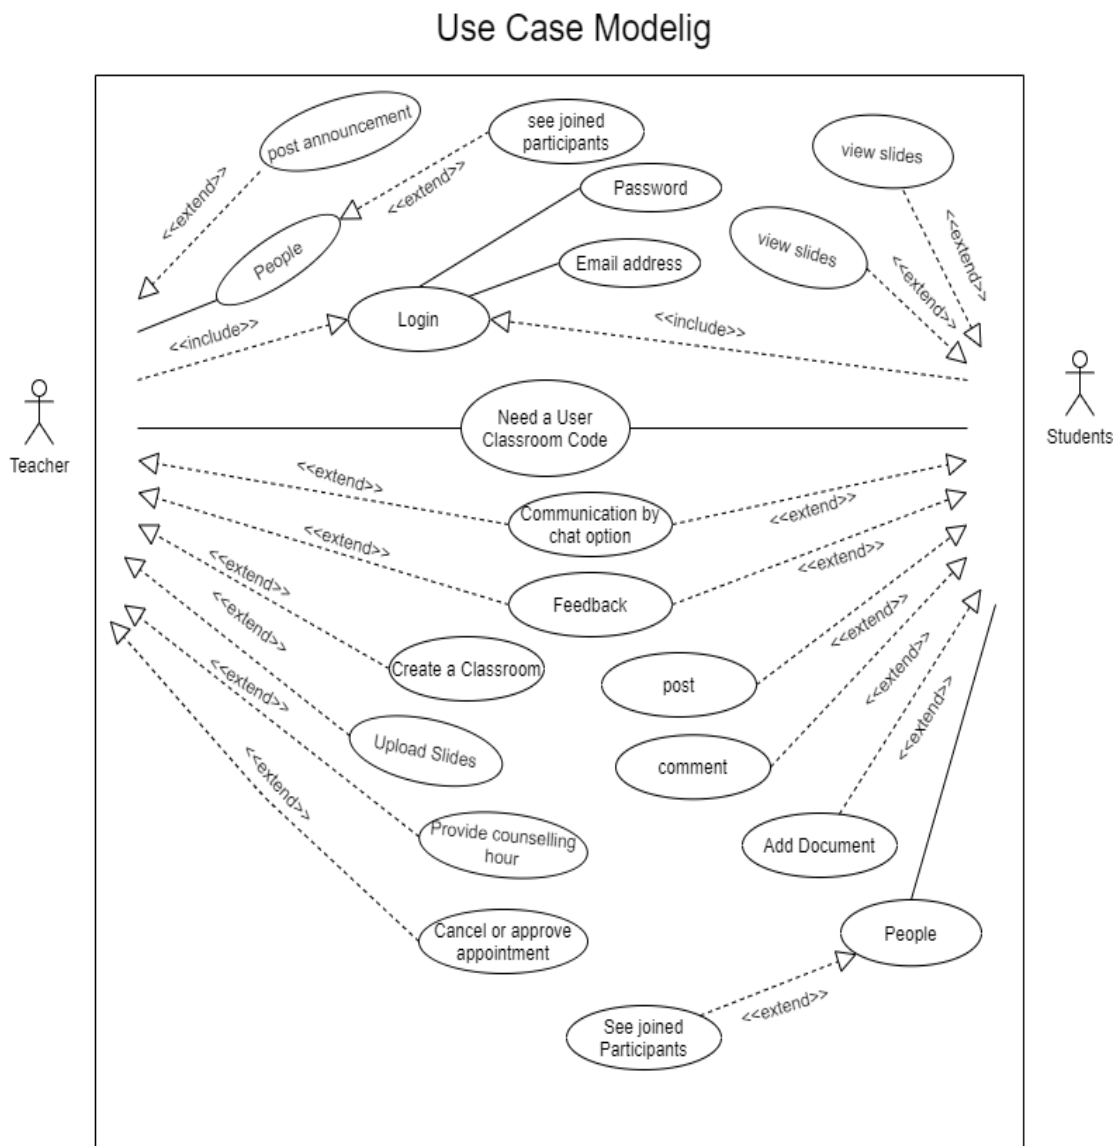 Use Case Modelig
post announcement
<<extend>>
see joined
participants
<<extend>>
Password
view slides
<<extend>>
view slides
<<extend>>
People
Email address
Login
<<include>>
<<include>>
Need a User
Classroom Code
Teacher
Students
<<extend>>
Communication by
chat option
<<extend>>
<<extend>>
Feedback
<<extend>>
<<extend>>
Create a Classroom
<<extend>>
post
<<extend>>
Upload Slides
<<extend>>
comment
<<extend>>
Provide counselling
hour
<<extend>>
Add Document
<<extend>>
Cancel or approve
appointment
People
<<extend>>
See joined
Participants